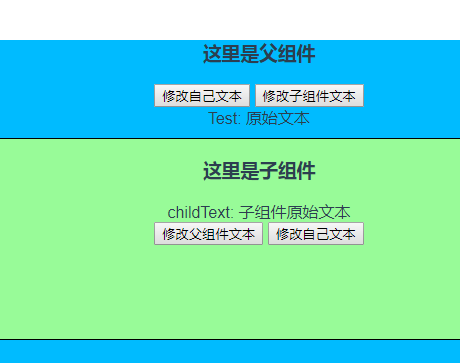 这里是父组件
修改自己文本 修改子组件文本
Test: 原始文本
这里是子组件
childText: 子组件原始文本
修改父组件文本 修改自己文本